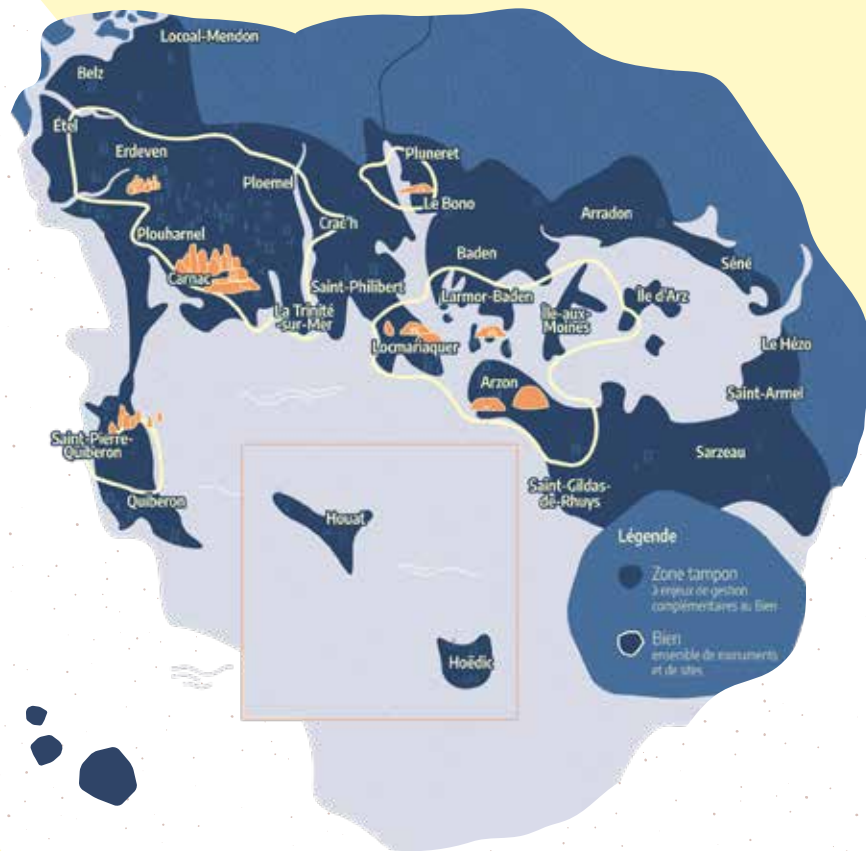 Locoal-Mendon
Belz
Étel
Erdeven
Pluneret
Ploemel
Le Bono
Crac'h
Arradon
Plouharnel
Baden
Séné
Carnac
Saint-Philibert
Larmor-Baden
Île d'Arz
La Trinité
-sur-Mer
Île-aux-
Moines
Locmariaquer
Le Hézo
Arzon
Saint-Armel
Saint-Pierre-
Quiberon
Sarzeau
Quiberon
Saint-Gildas-
de-Rhuys
Houat
Hoëdic
Légende
Zone tampon
à enjeux de gestion
complémentaires au Bien
Bien
ensemble de monuments
et de sites